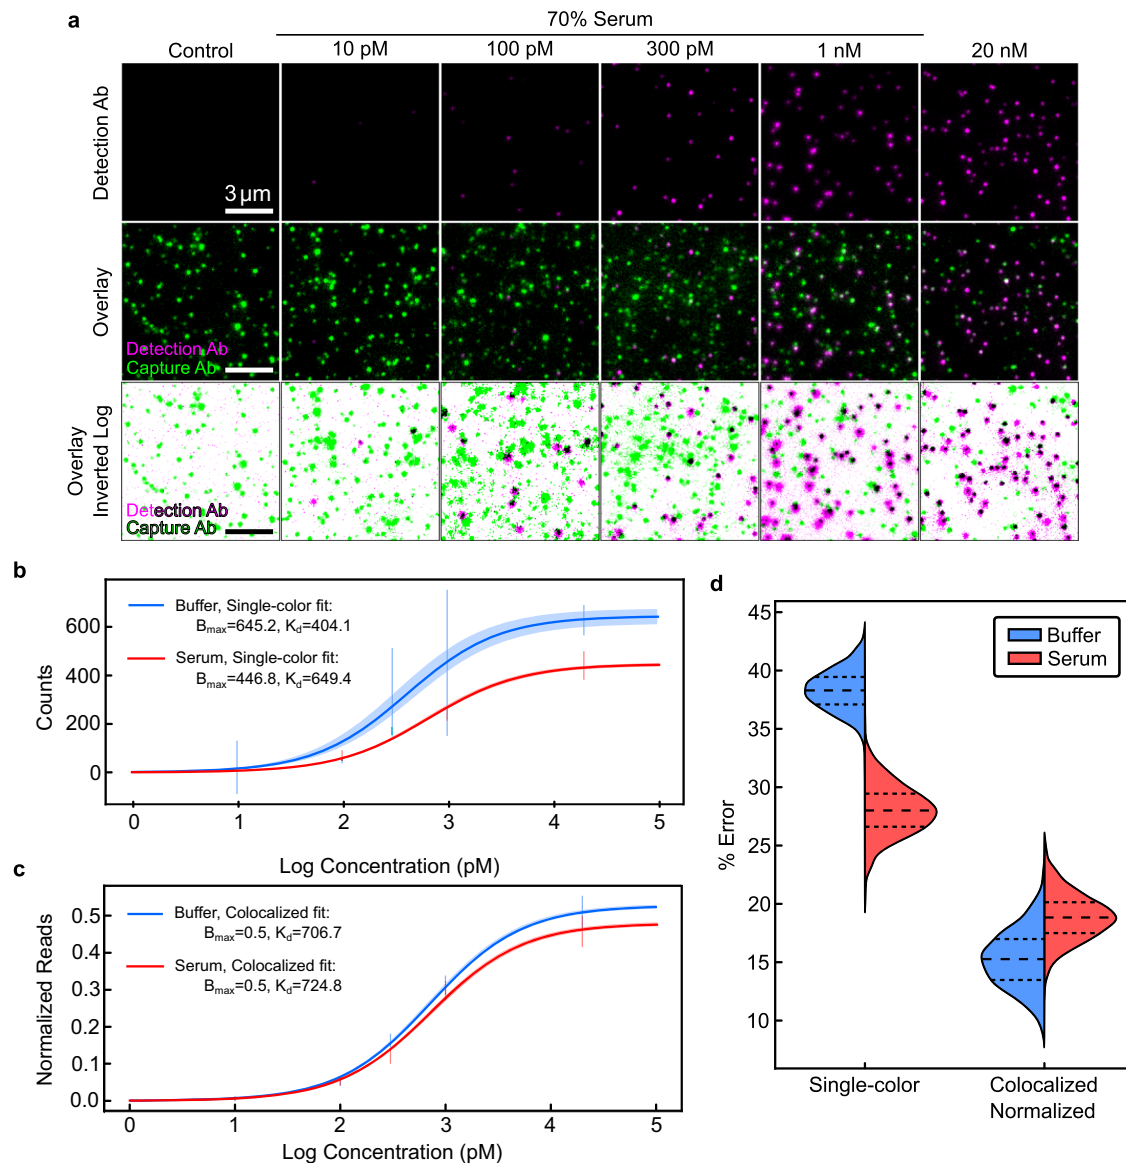 a
70% Serum
Control 10 pM 100 pM 300 pM 1 nM 20 nM
Detection Ab
3 µm
Overlay
Detection Ab
Capture Ab
Overlay
Inverted Log
Detection Ab
Capture Ab
b
Counts
600
400
200
0
Buffer, Single-color fit:
Bmax=645.2, Kd=404.1
Serum, Single-color fit:
Bmax=446.8, Kd=649.4
0 1 2 3 4 5
Log Concentration (pM)
c
Normalized Reads
0.5
0.4
0.3
0.2
0.1
0.0
Buffer, Colocalized fit:
Bmax=0.5, Kd=706.7
Serum, Colocalized fit:
Bmax=0.5, Kd=724.8
0 1 2 3 4 5
Log Concentration (pM)
d
% Error
45
40
35
30
25
20
15
10
Buffer
Serum
Single-color Colocalized
Normalized